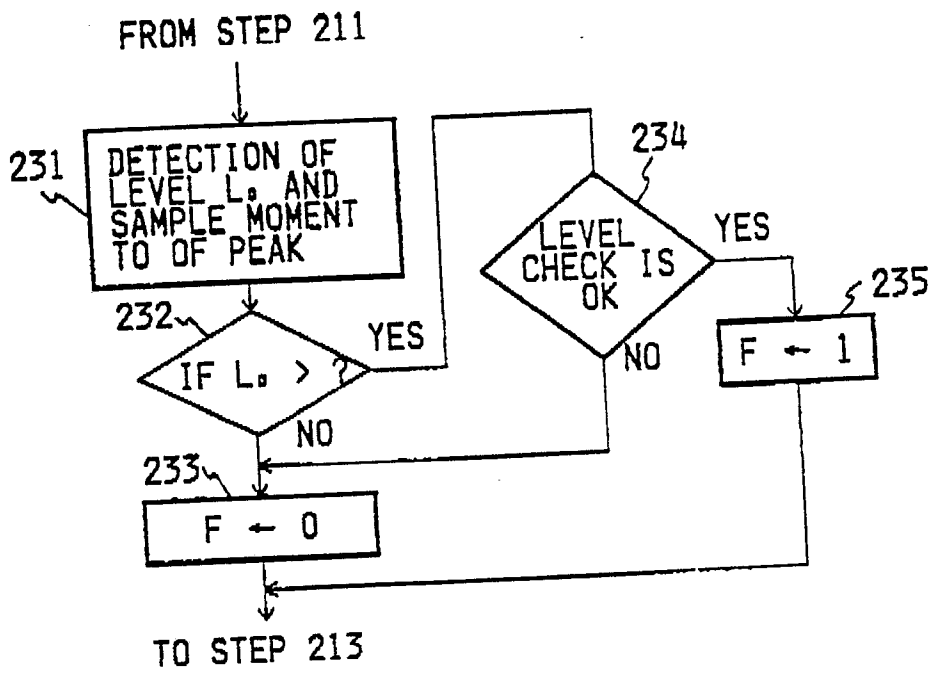 FROM STEP 211
231
DETECTION OF
LEVEL L₀ AND
SAMPLE MOMENT
TO OF PEAK
232
IF L₀ > ?
YES
NO
233
F ← 0
234
LEVEL
CHECK IS
OK
YES
NO
235
F ← 1
TO STEP 213